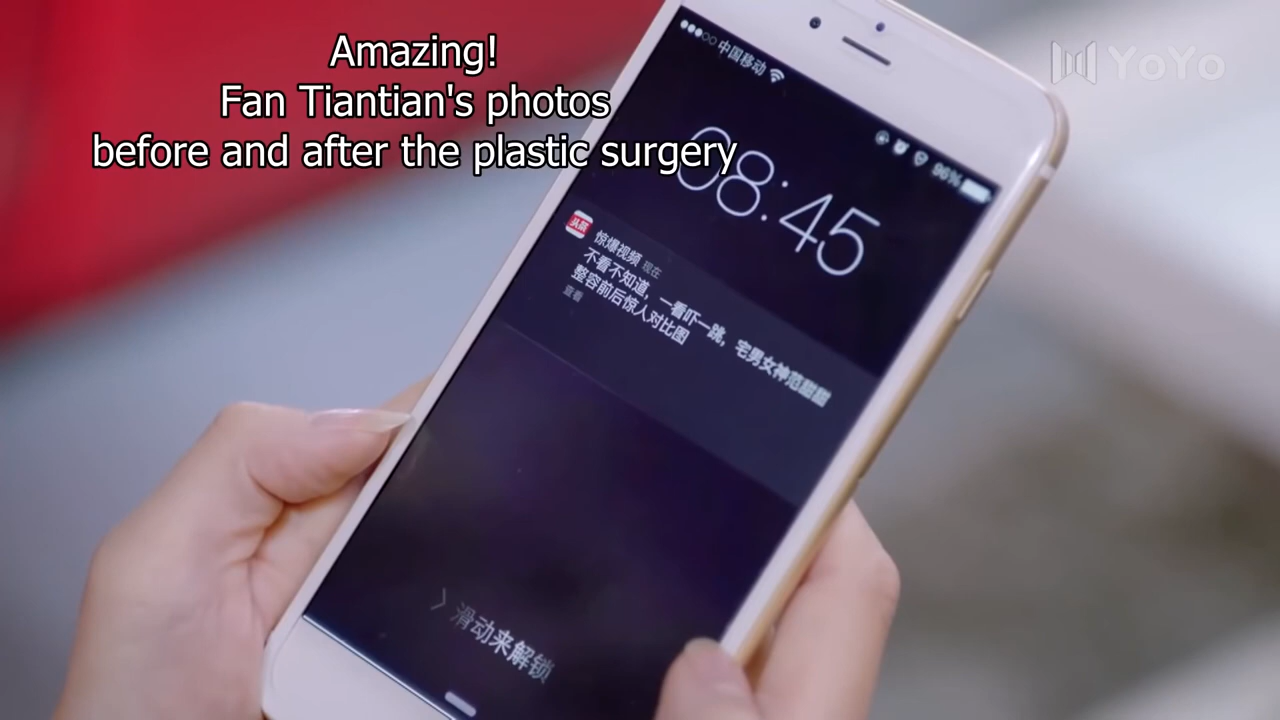 Amazing!
Fan Tiantian's photos
before and after the plastic surgery
YoYo
中国移动
96%
08:45
头条
惊爆视频 现在
不看不知道，一看吓一跳，宅男女神范甜甜
整容前后惊人对比图
查看
滑动来解锁